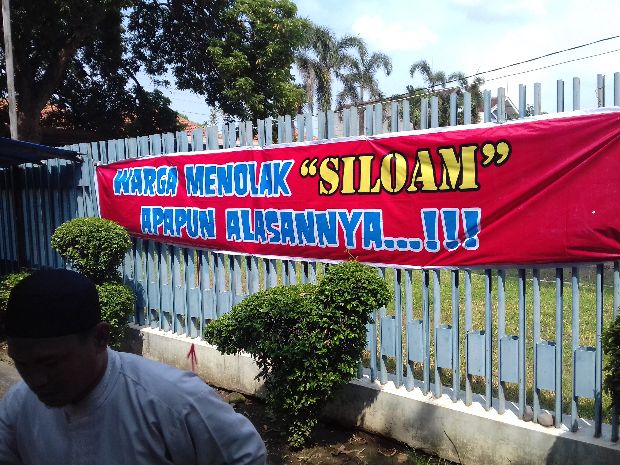 WARGA MENOLAK "SILOAM"
APAPUN ALASANNYA...!!!